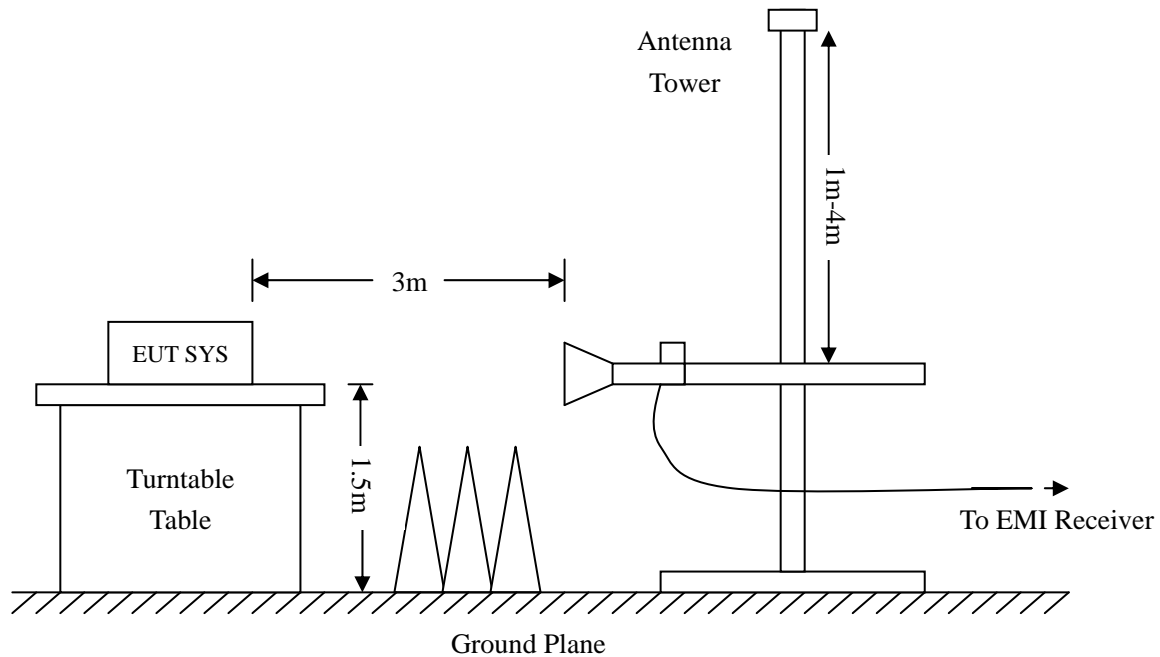 Antenna
Tower
1m-4m
3m
EUT SYS
1.5m
Turntable
Table
To EMI Receiver
Ground Plane